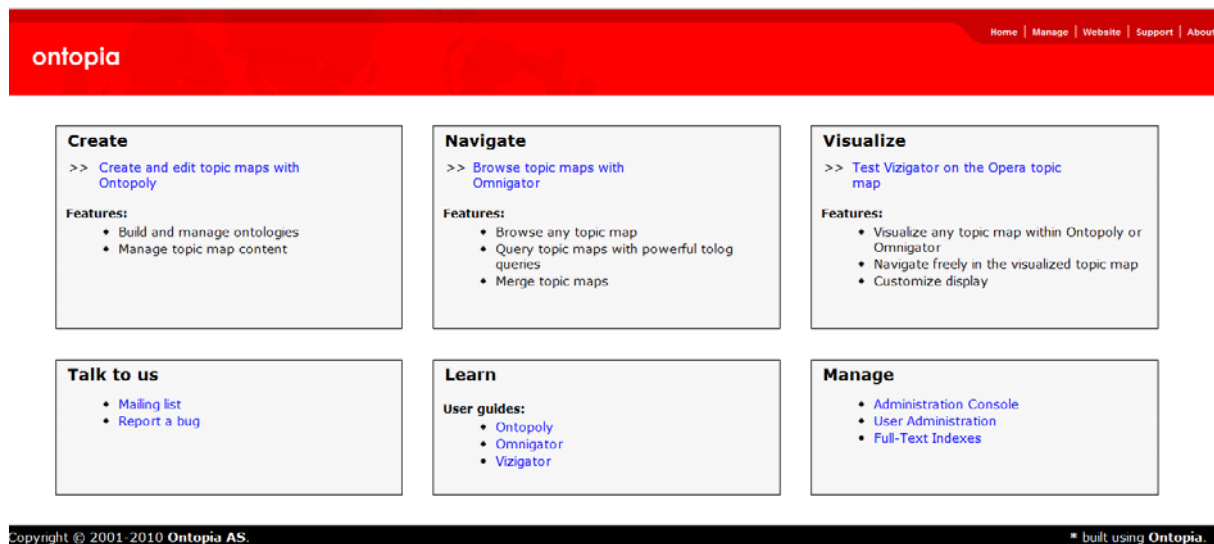 Home | Manage | Website | Support | About
ontopia
Create
>> Create and edit topic maps with
Ontopoly
Features:
• Build and manage ontologies
• Manage topic map content
Navigate
>> Browse topic maps with
Omnigator
Features:
• Browse any topic map
• Query topic maps with powerful tolog
queries
• Merge topic maps
Visualize
>> Test Vizigator on the Opera topic
map
Features:
• Visualize any topic map within Ontopoly or
Omnigator
• Navigate freely in the visualized topic map
• Customize display
Talk to us
• Mailing list
• Report a bug
Learn
User guides:
• Ontopoly
• Omnigator
• Vizigator
Manage
• Administration Console
• User Administration
• Full-Text Indexes
Copyright © 2001-2010 Ontopia AS.
* built using Ontopia.